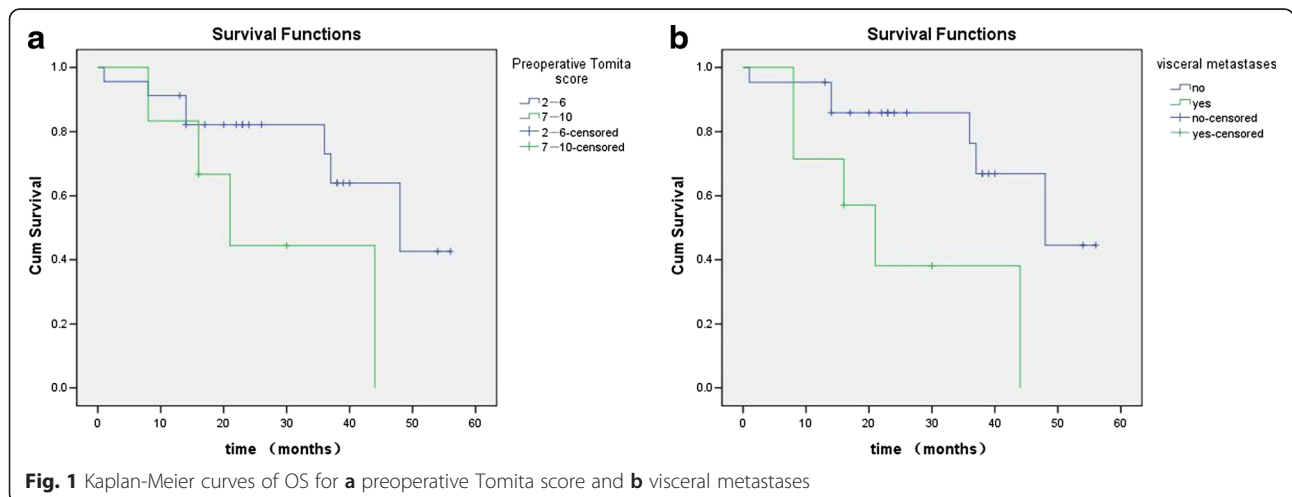 a
Survival Functions
Cum Survival
1.0
0.8
0.6
0.4
0.2
0.0
0 10 20 30 40 50 60
time （months）
Preoperative Tomita
score
2—6
7—10
2—6-censored
7—10-censored
b
Survival Functions
Cum Survival
1.0
0.8
0.6
0.4
0.2
0.0
0 10 20 30 40 50 60
time （months）
visceral metastases
no
yes
no-censored
yes-censored
Fig. 1 Kaplan-Meier curves of OS for a preoperative Tomita score and b visceral metastases